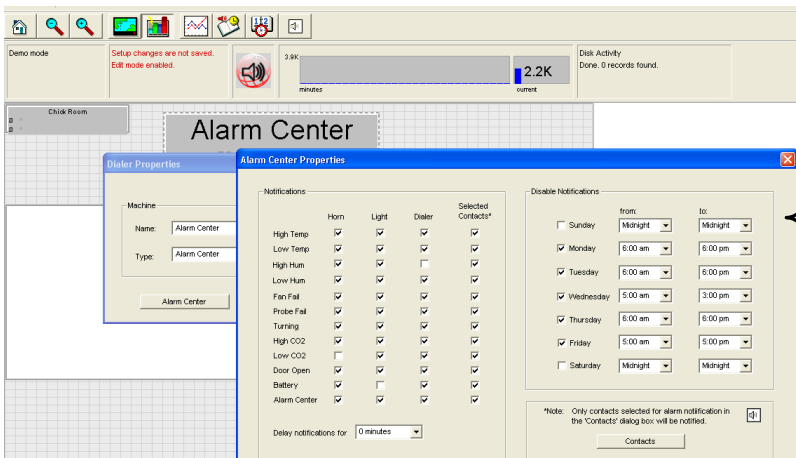 Demo mode
Setup changes are not saved.
Edit mode enabled.
3.9K
minutes
2.2K
current
Disk Activity
Done. 0 records found.
Chick Room
Alarm Center
Dialer Properties
Machine
Name: Alarm Center
Type: Alarm Center
Alarm Center
Alarm Center Properties
Notifications
Horn Light Dialer Selected Contacts*
High Temp
Low Temp
High Hum
Low Hum
Fan Fail
Probe Fail
Turning
High CO2
Low CO2
Door Open
Battery
Alarm Center
Delay notifications for 0 minutes
Disable Notifications
from: to:
Sunday Midnight Midnight
Monday 6:00 am 6:00 pm
Tuesday 6:00 am 6:00 pm
Wednesday 5:00 am 3:00 pm
Thursday 6:00 am 6:00 pm
Friday 5:00 am 5:00 pm
Saturday Midnight Midnight
*Note: Only contacts selected for alarm notification in
the 'Contacts' dialog box will be notified.
Contacts